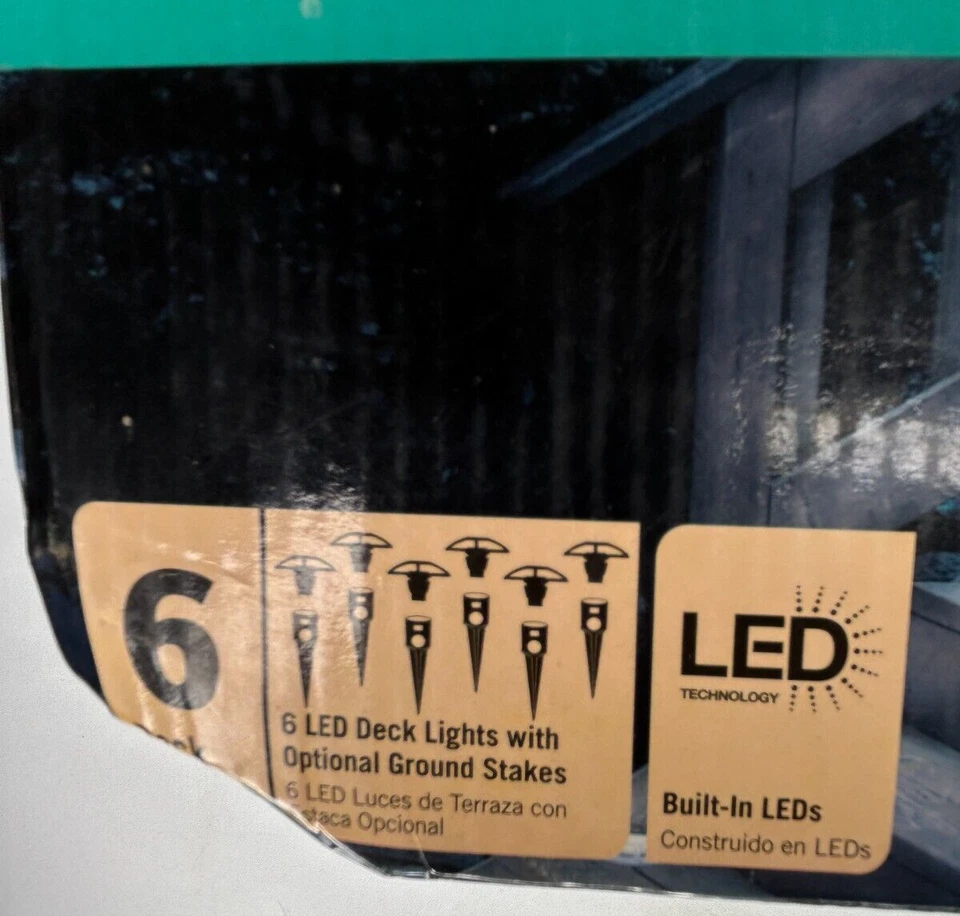 6
6 LED Deck Lights with
Optional Ground Stakes
6 LED Luces de Terraza con
staca Opcional
LED
TECHNOLOGY
Built-In LEDs
Construido en LEDs